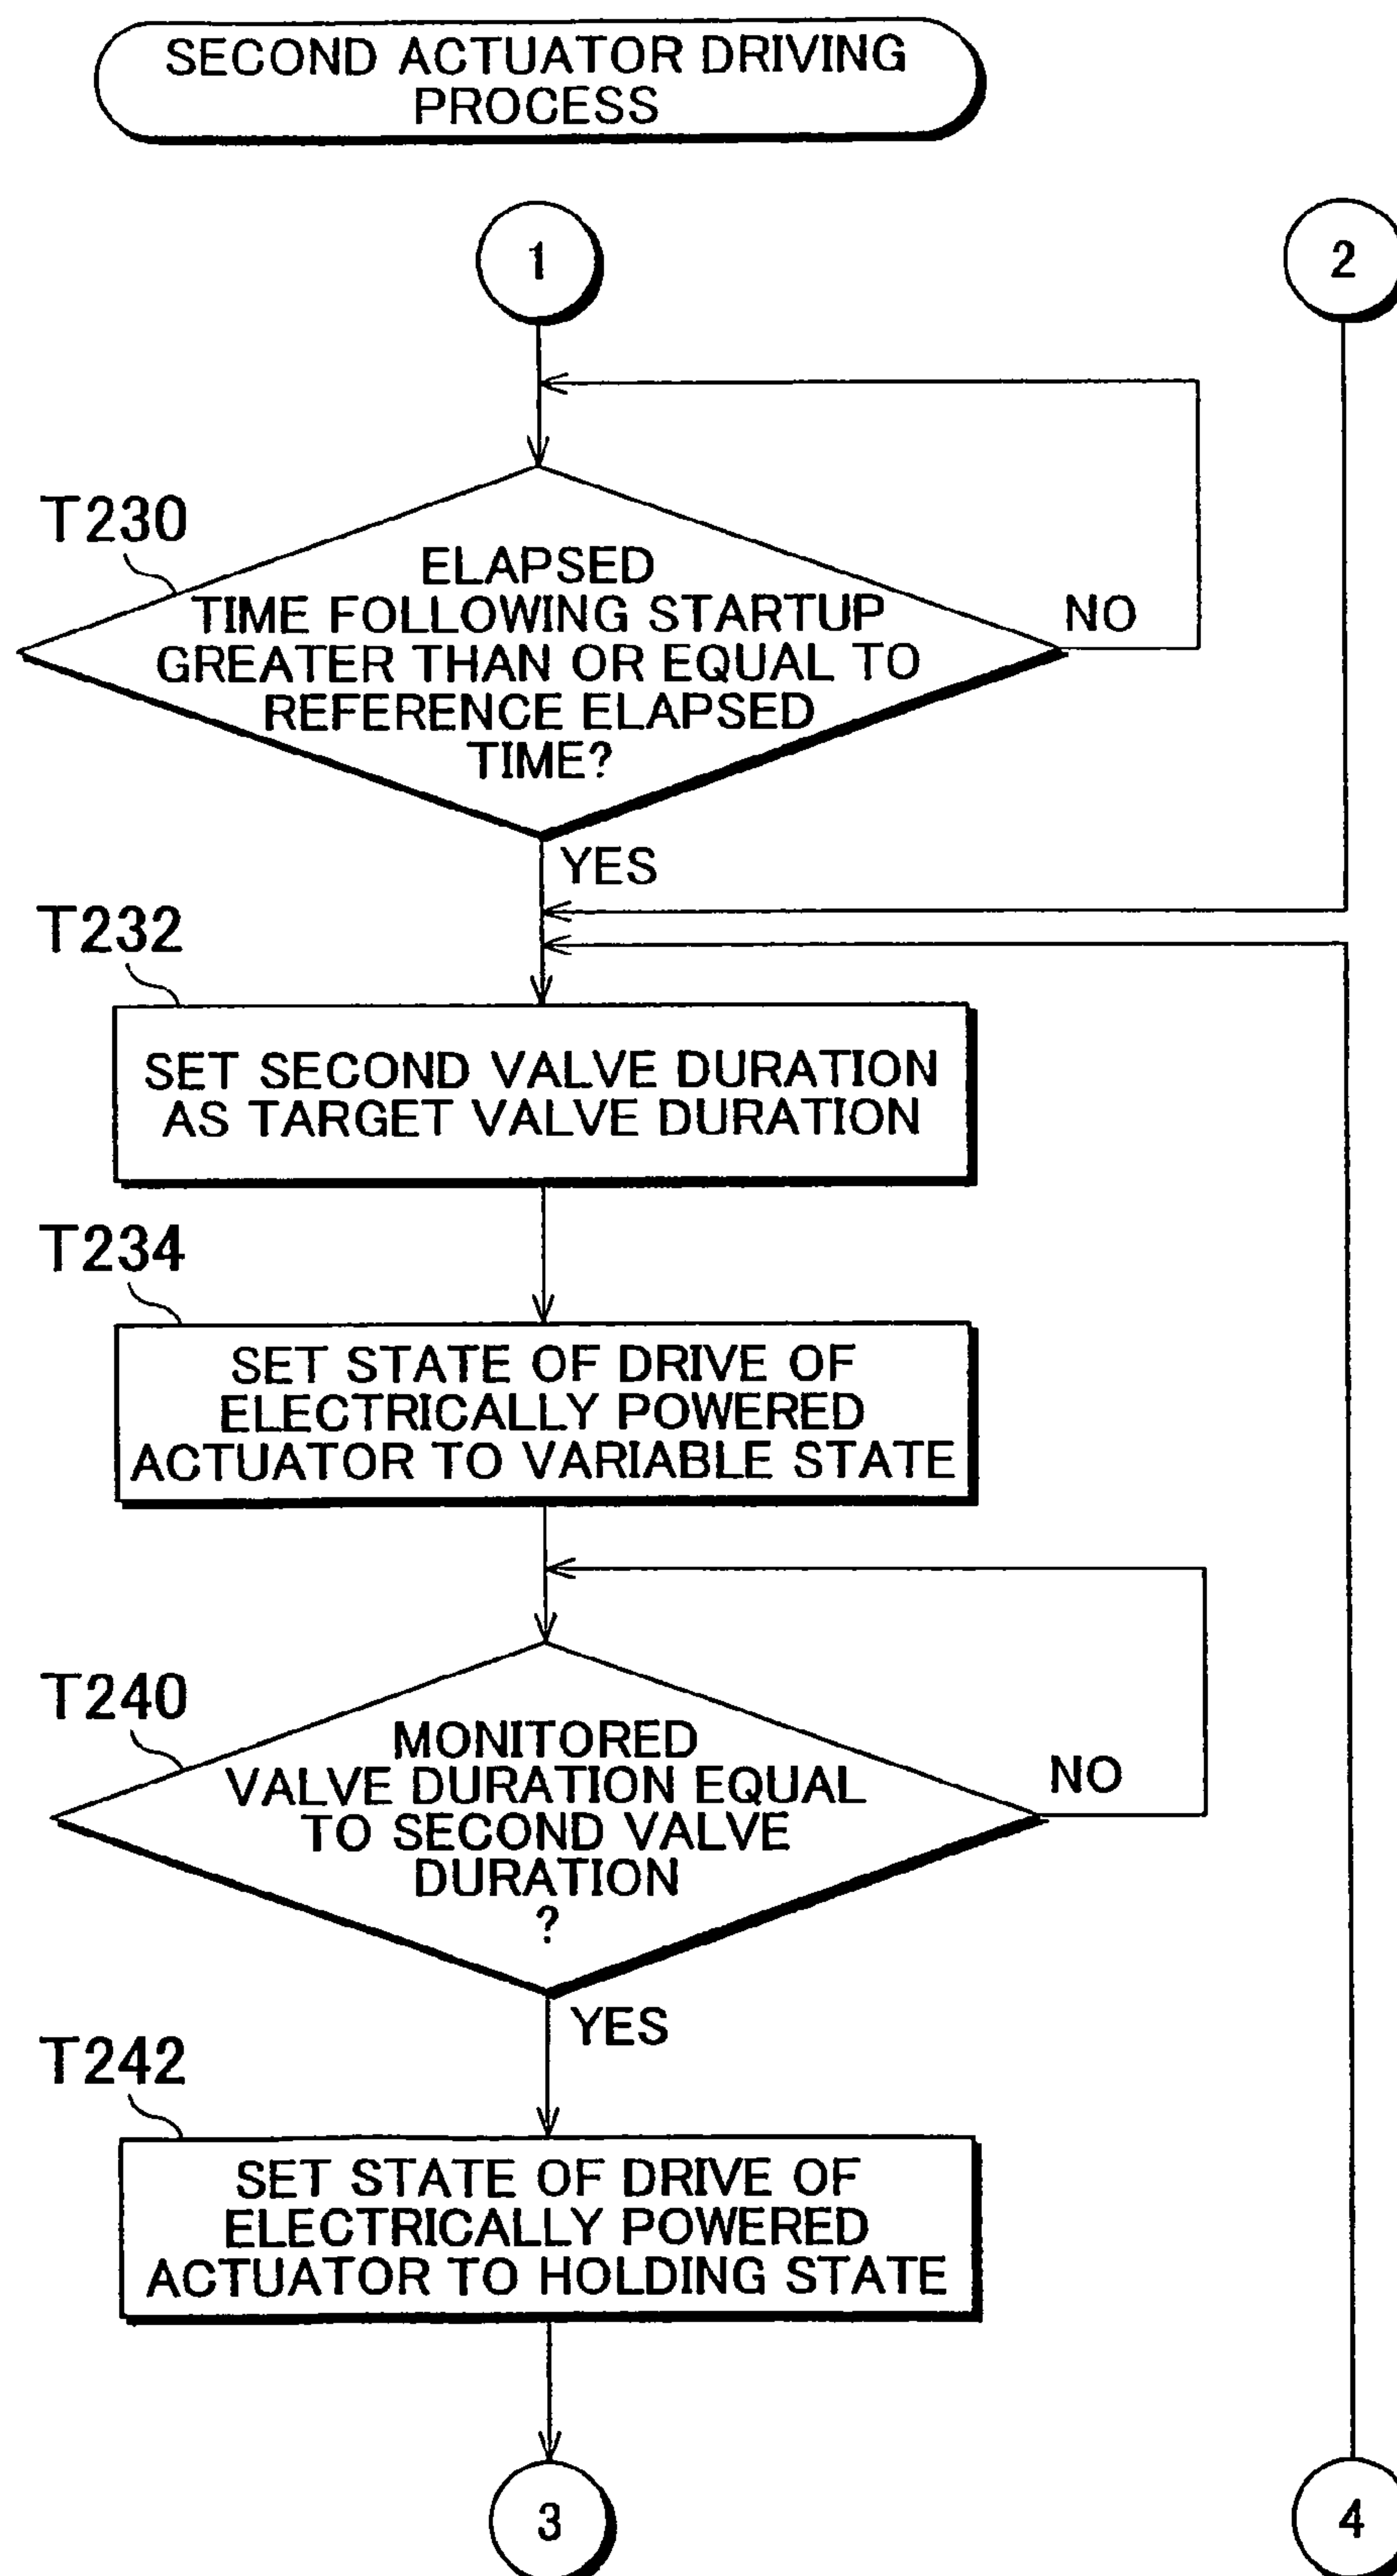 SECOND ACTUATOR DRIVING
PROCESS
1
2
T230
ELAPSED
TIME FOLLOWING STARTUP
GREATER THAN OR EQUAL TO
REFERENCE ELAPSED
TIME?
NO
YES
T232
SET SECOND VALVE DURATION
AS TARGET VALVE DURATION
T234
SET STATE OF DRIVE OF
ELECTRICALLY POWERED
ACTUATOR TO VARIABLE STATE
T240
MONITORED
VALVE DURATION EQUAL
TO SECOND VALVE
DURATION
?
NO
YES
T242
SET STATE OF DRIVE OF
ELECTRICALLY POWERED
ACTUATOR TO HOLDING STATE
3
4